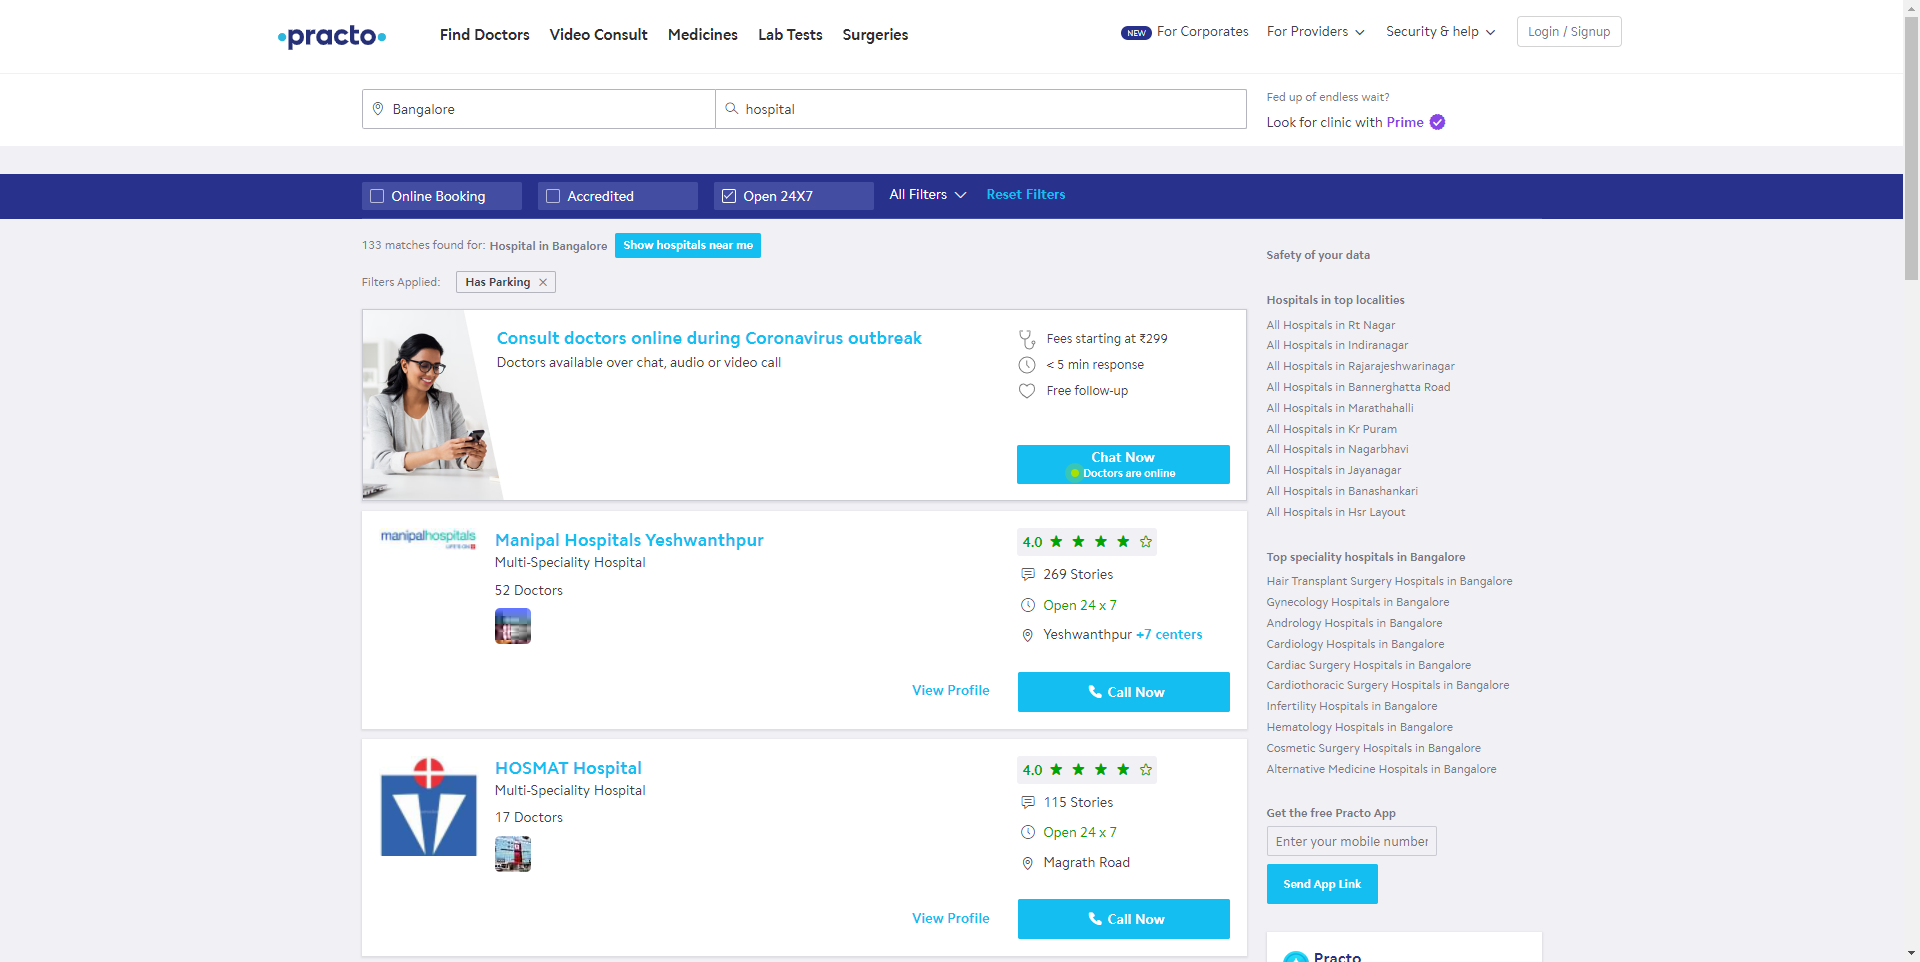 practo
Find Doctors
Video Consult
Medicines
Lab Tests
Surgeries
NEW For Corporates
For Providers
Security & help
Login / Signup
Bangalore
hospital
Fed up of endless wait?
Look for clinic with Prime
Online Booking
Accredited
Open 24X7
All Filters
Reset Filters
133 matches found for: Hospital in Bangalore
Show hospitals near me
Filters Applied:
Has Parking
Consult doctors online during Coronavirus outbreak
Doctors available over chat, audio or video call
Fees starting at ₹299
< 5 min response
Free follow-up
Chat Now
Doctors are online
manipalhospitals
LIFE'S ON
Manipal Hospitals Yeshwanthpur
Multi-Speciality Hospital
52 Doctors
4.0
269 Stories
Open 24 x 7
Yeshwanthpur +7 centers
View Profile
Call Now
HOSMAT Hospital
Multi-Speciality Hospital
17 Doctors
4.0
115 Stories
Open 24 x 7
Magrath Road
View Profile
Call Now
Safety of your data
Hospitals in top localities
All Hospitals in Rt Nagar
All Hospitals in Indiranagar
All Hospitals in Rajarajeshwarinagar
All Hospitals in Bannerghatta Road
All Hospitals in Marathahalli
All Hospitals in Kr Puram
All Hospitals in Nagarbhavi
All Hospitals in Jayanagar
All Hospitals in Banashankari
All Hospitals in Hsr Layout
Top speciality hospitals in Bangalore
Hair Transplant Surgery Hospitals in Bangalore
Gynecology Hospitals in Bangalore
Andrology Hospitals in Bangalore
Cardiology Hospitals in Bangalore
Cardiac Surgery Hospitals in Bangalore
Cardiothoracic Surgery Hospitals in Bangalore
Infertility Hospitals in Bangalore
Hematology Hospitals in Bangalore
Cosmetic Surgery Hospitals in Bangalore
Alternative Medicine Hospitals in Bangalore
Get the free Practo App
Enter your mobile number
Send App Link
Practo